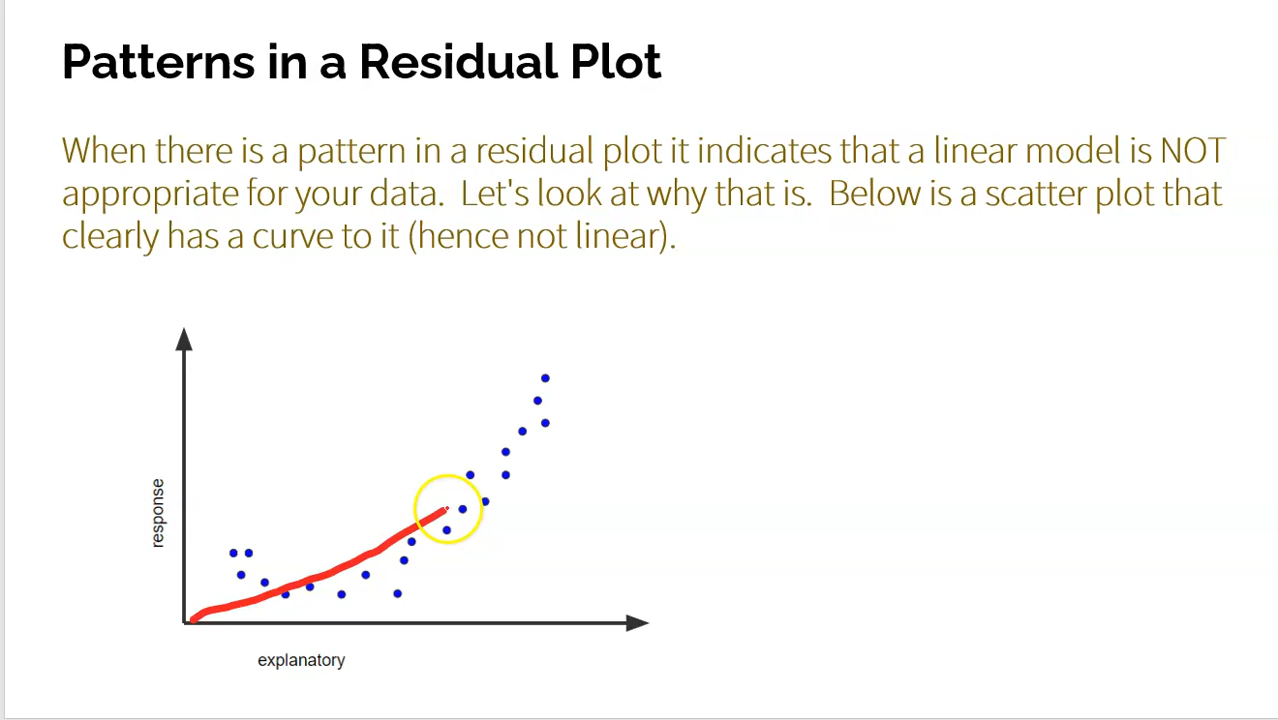 Patterns in a Residual Plot
When there is a pattern in a residual plot it indicates that a linear model is NOT
appropriate for your data.  Let's look at why that is.  Below is a scatter plot that
clearly has a curve to it (hence not linear).
response
explanatory